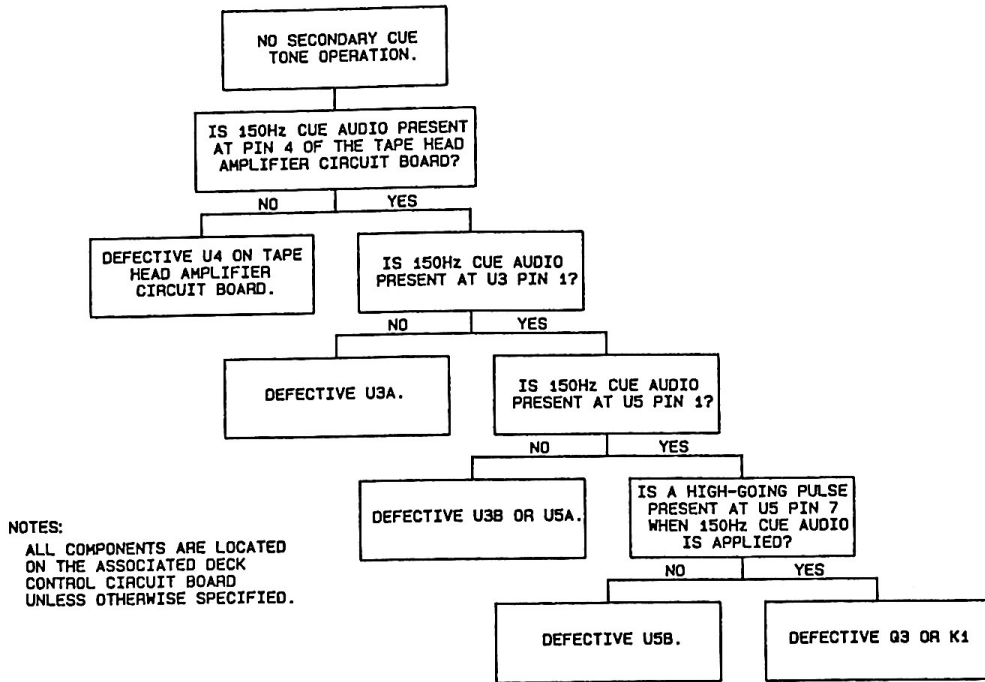 NO SECONDARY CUE
TONE OPERATION.
IS 150Hz CUE AUDIO PRESENT
AT PIN 4 OF THE TAPE HEAD
AMPLIFIER CIRCUIT BOARD?
NO
YES
DEFECTIVE U4 ON TAPE
HEAD AMPLIFIER
CIRCUIT BOARD.
IS 150Hz CUE AUDIO
PRESENT AT U3 PIN 1?
NO
YES
DEFECTIVE U3A.
IS 150Hz CUE AUDIO
PRESENT AT U5 PIN 1?
NO
YES
DEFECTIVE U3B OR U5A.
IS A HIGH-GOING PULSE
PRESENT AT U5 PIN 7
WHEN 150Hz CUE AUDIO
IS APPLIED?
NO
YES
DEFECTIVE U5B.
DEFECTIVE Q3 OR K1
NOTES:
ALL COMPONENTS ARE LOCATED
ON THE ASSOCIATED DECK
CONTROL CIRCUIT BOARD
UNLESS OTHERWISE SPECIFIED.